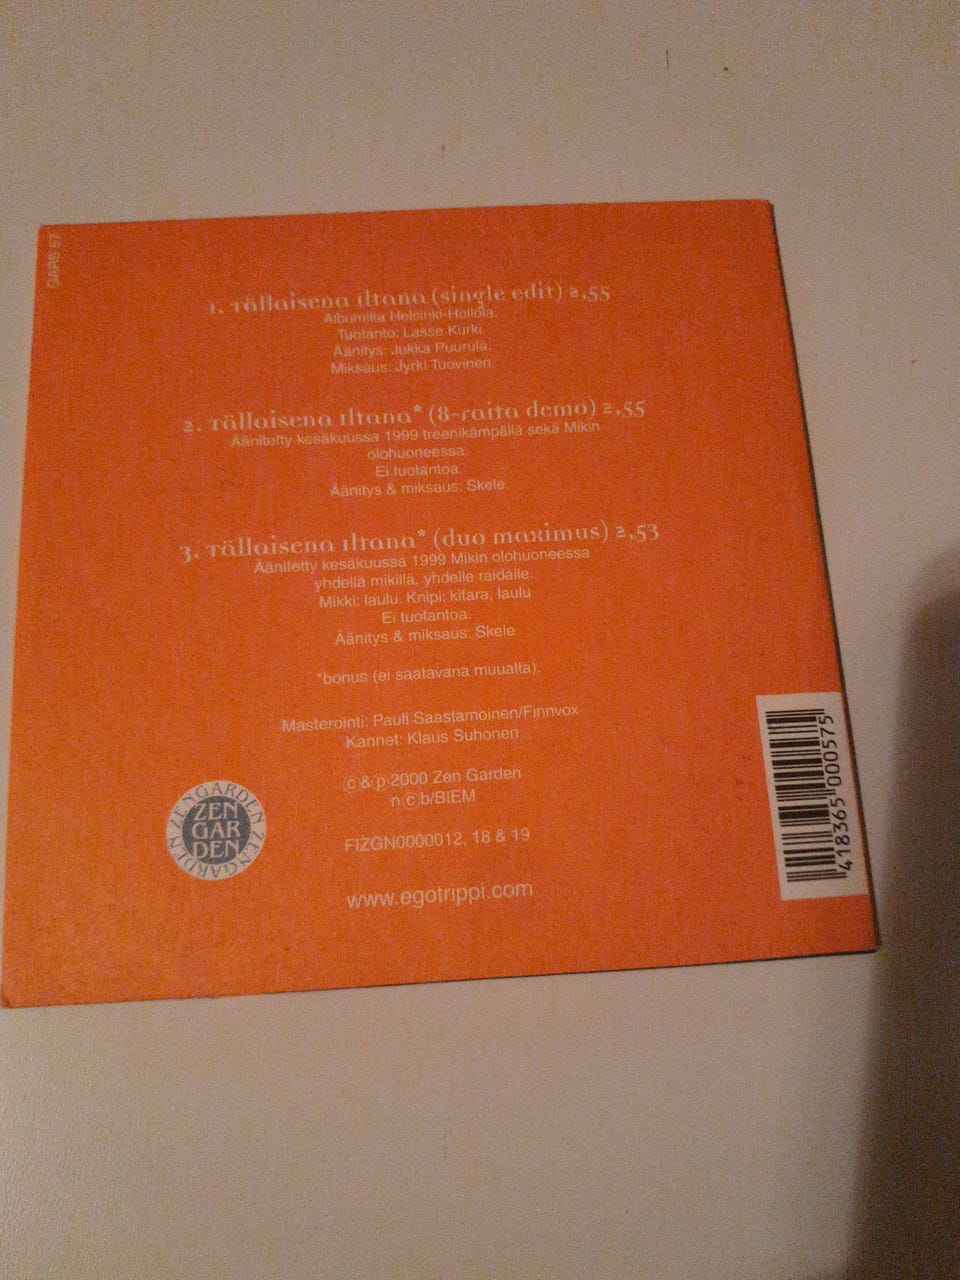 GARS 57
1. Tällaisena iltana (single edit) 2,55
Albumilta Helsinki-Hollola.
Tuotanto: Lasse Kurki.
Äänitys: Jukka Puurula.
Miksaus: Jyrki Tuovinen.
2. Tällaisena iltana* (8-raita demo) 2,55
Äänitetty kesäkuussa 1999 treenikämpällä sekä Mikin
olohuoneessa.
Ei tuotantoa.
Äänitys & miksaus: Skele.
3. Tällaisena iltana* (duo maximus) 2,53
Äänitetty kesäkuussa 1999 Mikin olohuoneessa
yhdellä mikillä, yhdelle raidalle.
Mikki: laulu. Knipi: kitara, laulu
Ei tuotantoa.
Äänitys & miksaus: Skele
*bonus (ei saatavana muualta).
Masterointi: Pauli Saastamoinen/Finnvox
Kannet: Klaus Suhonen
ⓒ & ⓟ 2000 Zen Garden
nⓒb/BIEM
FIZGN0000012, 18 & 19
www.egotrippi.com
ZENGARDEN ZENGARDEN
ZEN
GAR
DEN
418365 000575